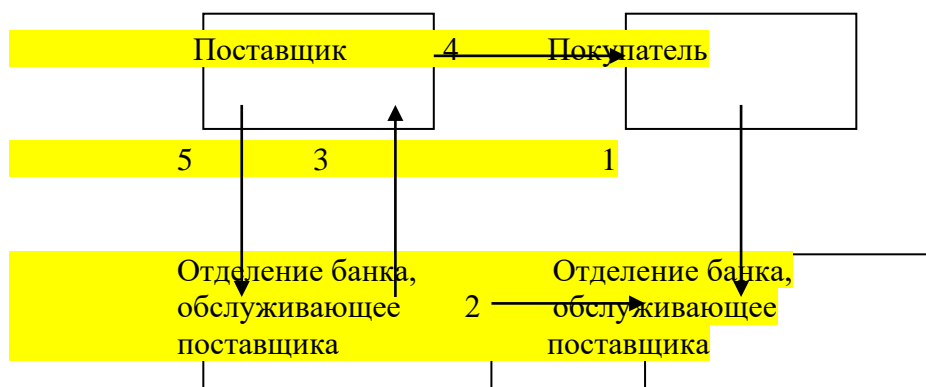 Поставщик 4 Покупатель
5 3 1
Отделение банка, Отделение банка,
обслуживающее 2 обслуживающее
поставщика поставщика